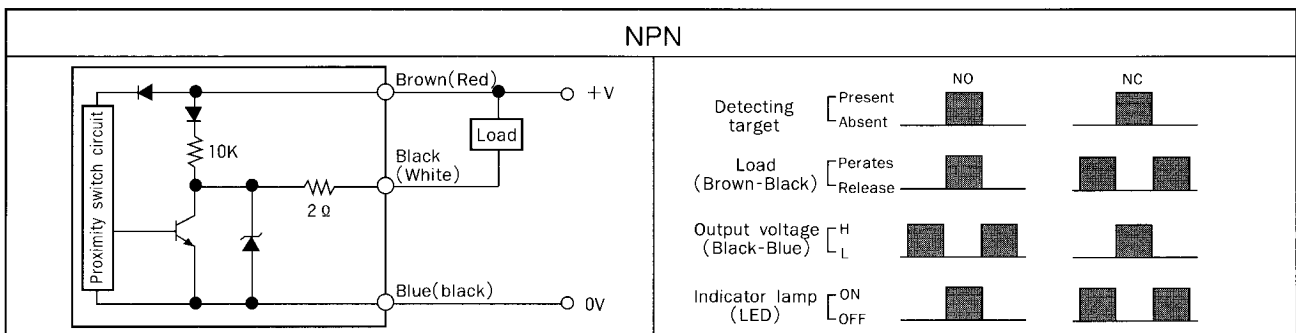 NPN
Proximity switch circuit
10K
2 Ω
Brown(Red)
+V
Load
Black
(White)
Blue(black)
0V
NO
NC
Detecting
target
Present
Absent
Load
(Brown-Black)
Perates
Release
Output voltage
(Black-Blue)
H
L
Indicator lamp
(LED)
ON
OFF